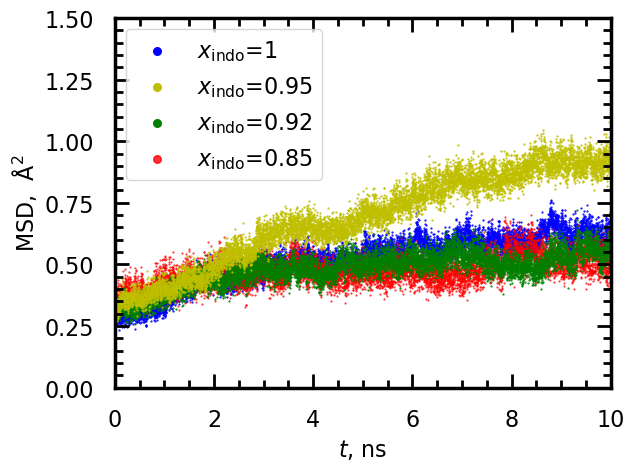 1.50
1.25
1.00
0.75
0.50
0.25
0.00
MSD, Å²
x_indo=1
x_indo=0.95
x_indo=0.92
x_indo=0.85
0 2 4 6 8 10
t, ns